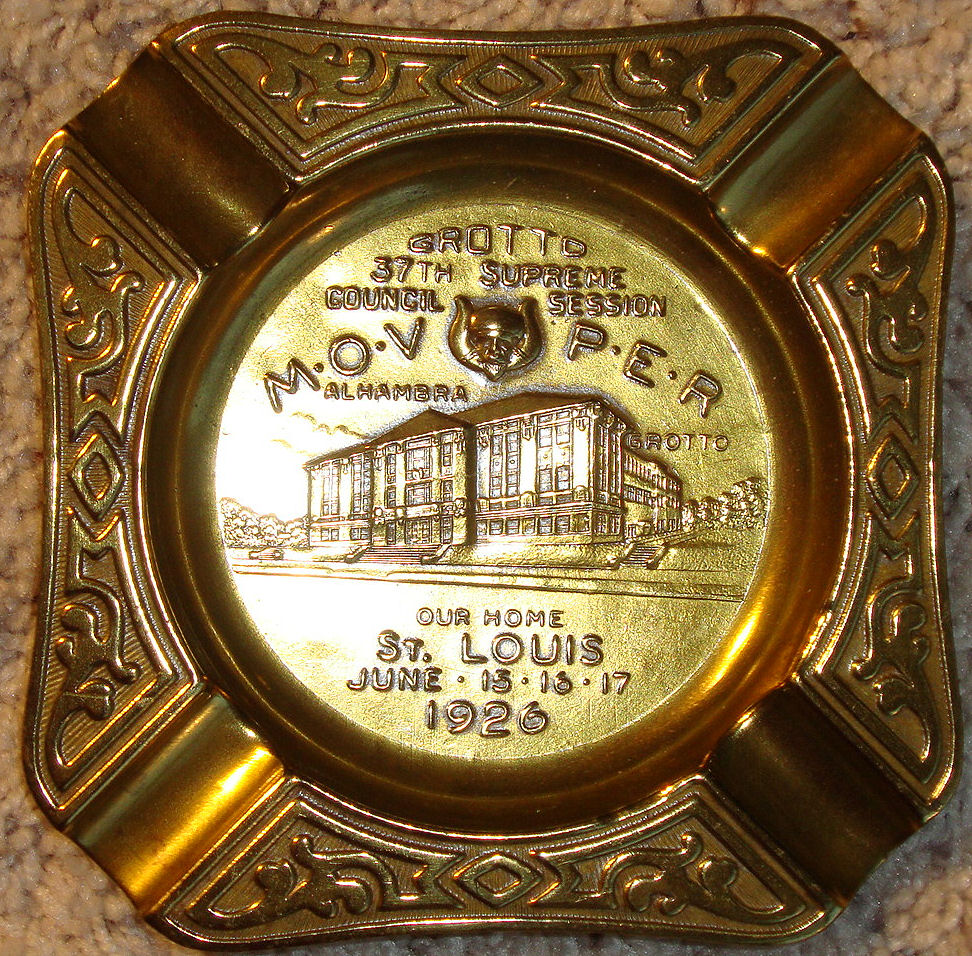 GROTTO
37TH SUPREME
COUNCIL SESSION
M·O·V·P·E·R
ALHAMBRA
GROTTO
OUR HOME
ST. LOUIS
JUNE · 15 · 16 · 17
1926